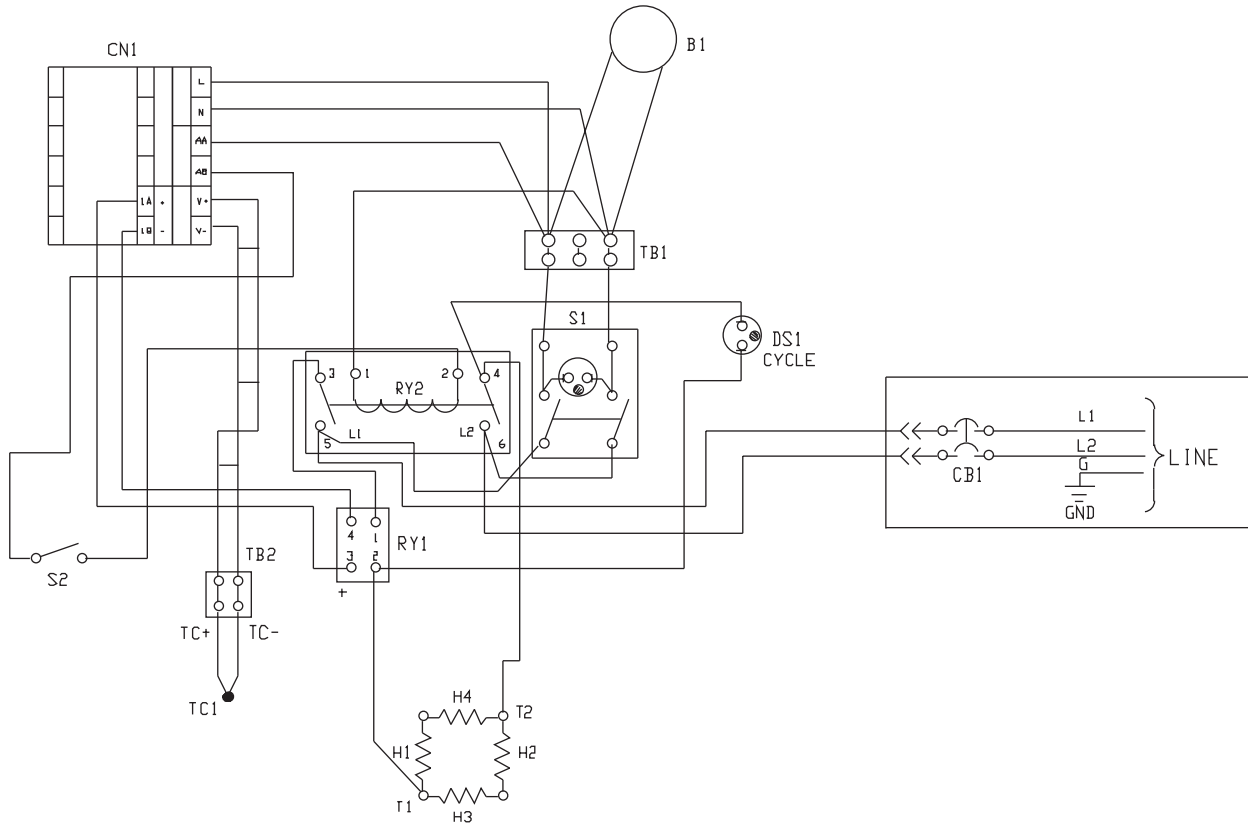 CN1
B1
L
N
AA
AB
1A + V+
1B - V-
TB1
S1
DS1
CYCLE
3 1 2 4
RY2
L1 L2
5 6
L1
L2
G
LINE
CB1
GND
4 1
3 2
RY1
+
S2
TB2
TC+ TC-
TC1
H4
T2
H1 H2
T1
H3